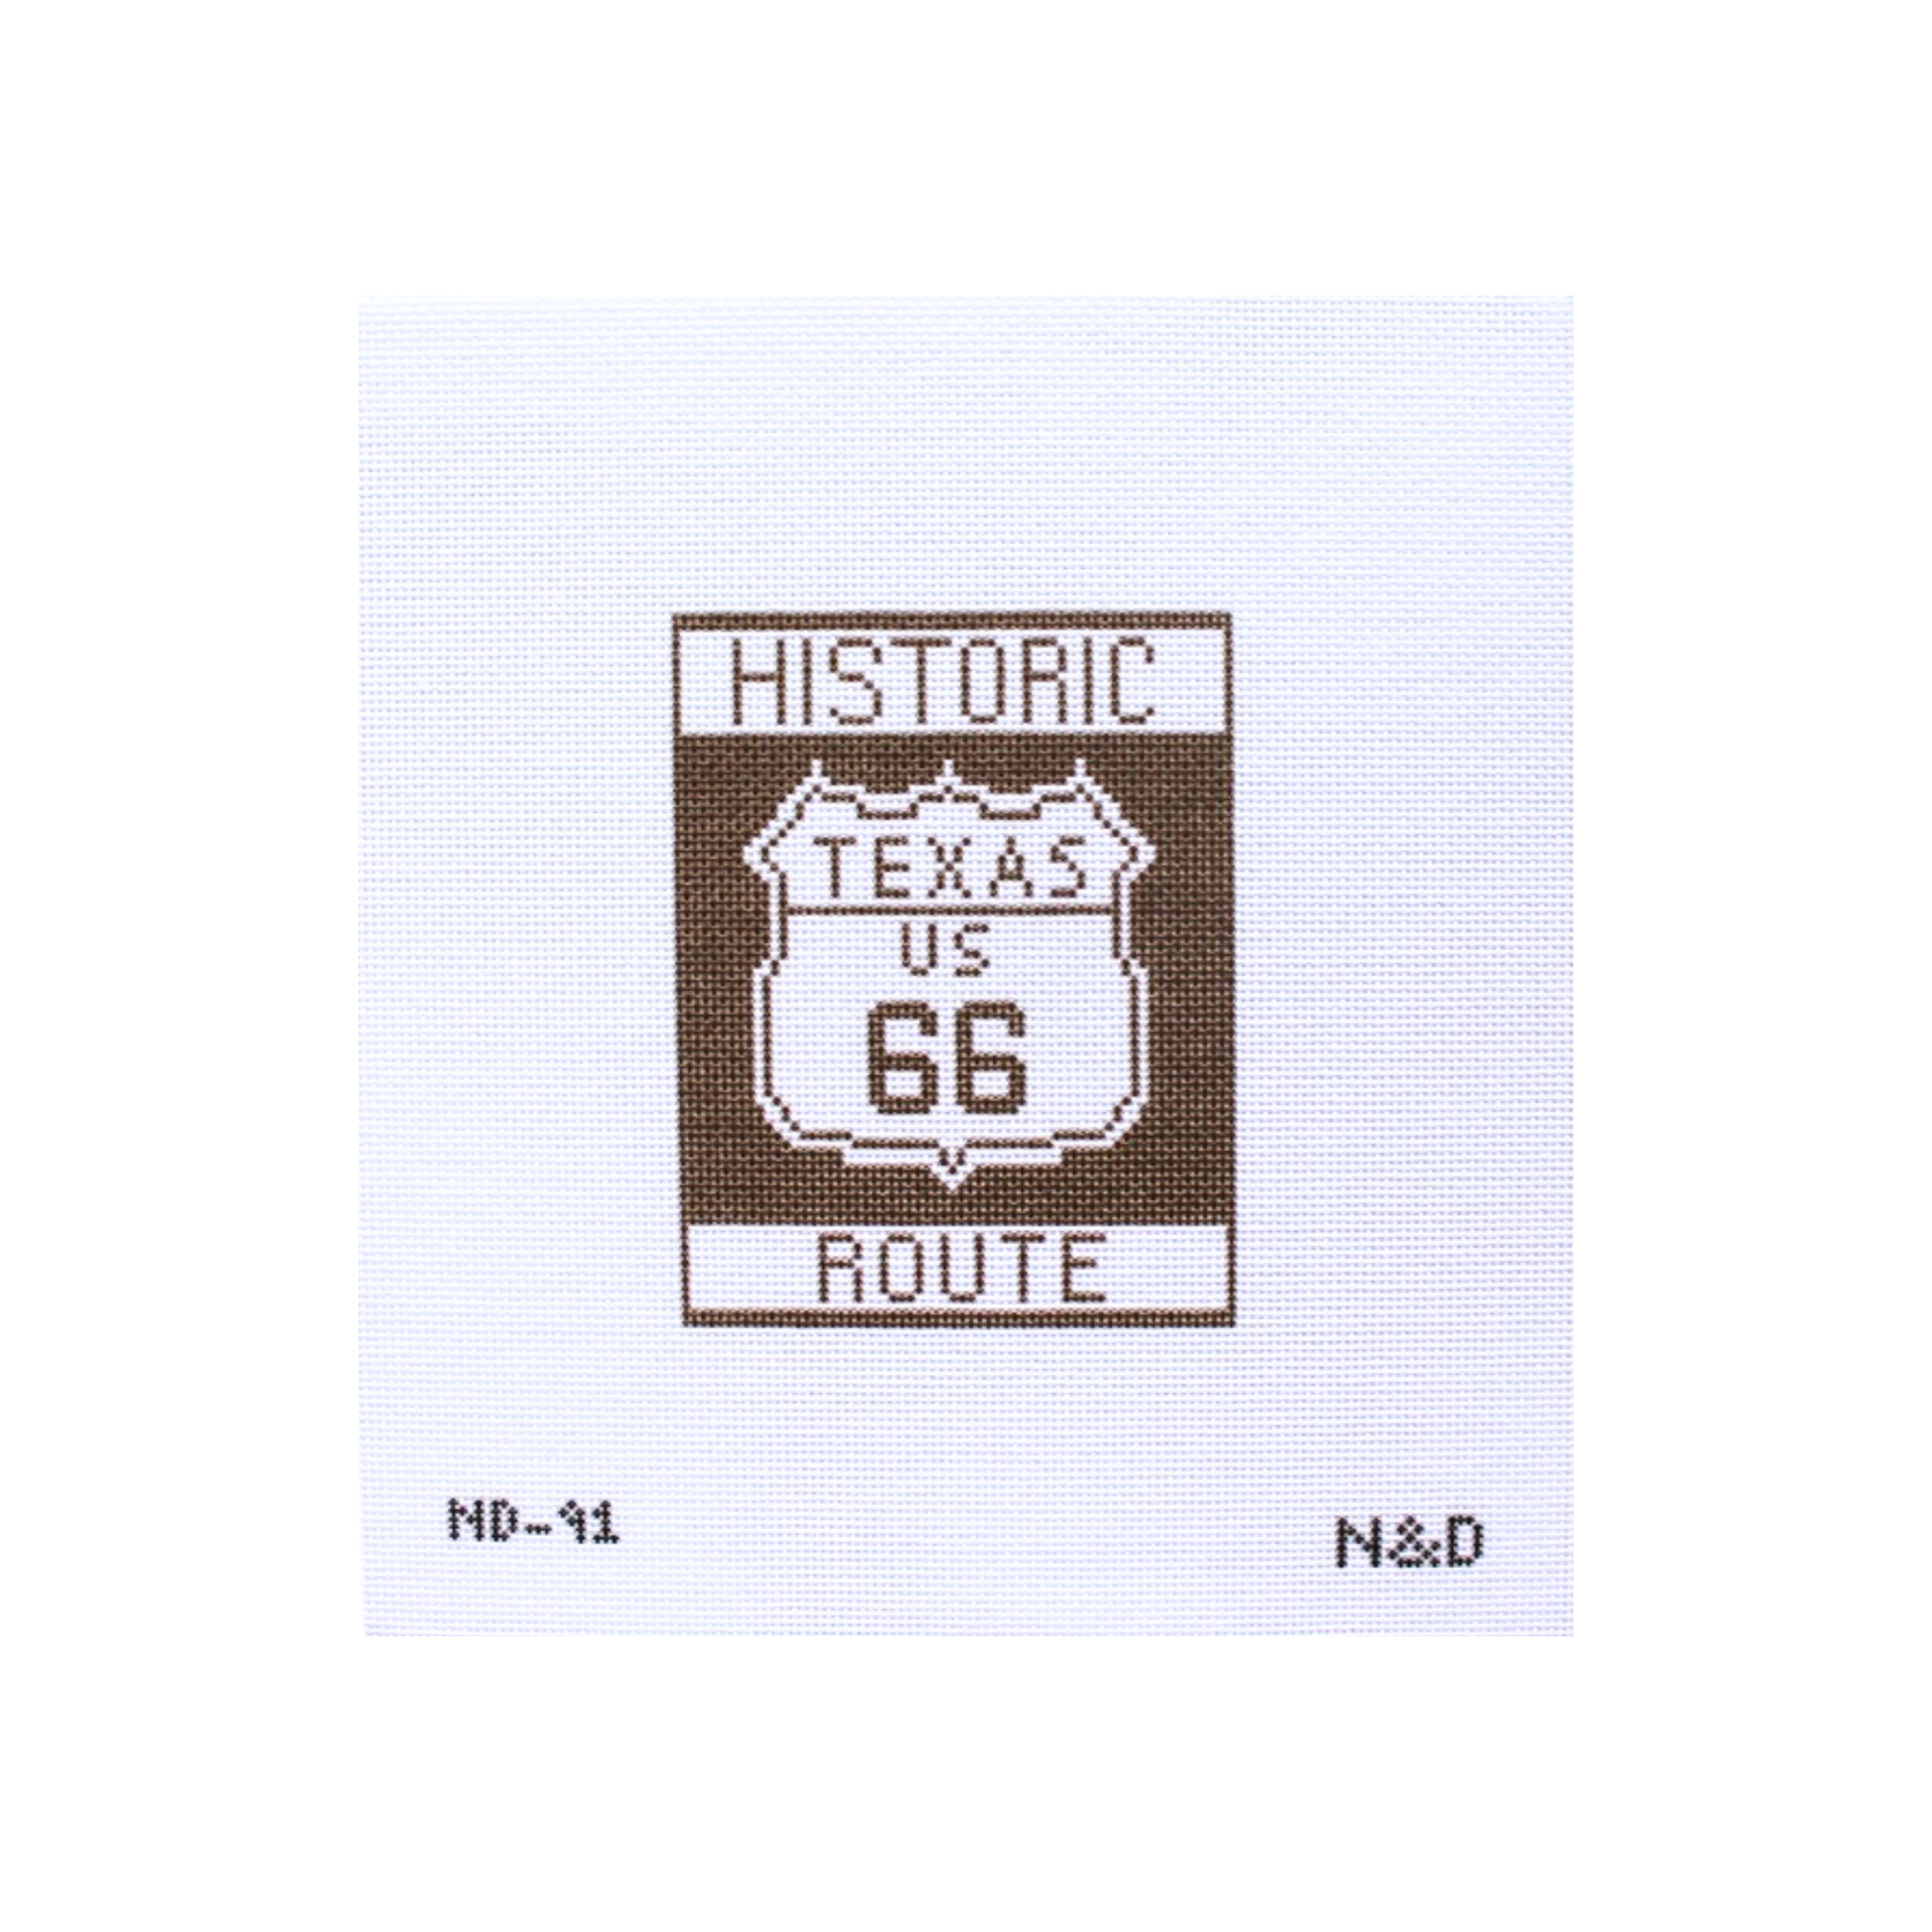 HISTORIC
TEXAS
US
66
ROUTE
ND-91
N&D